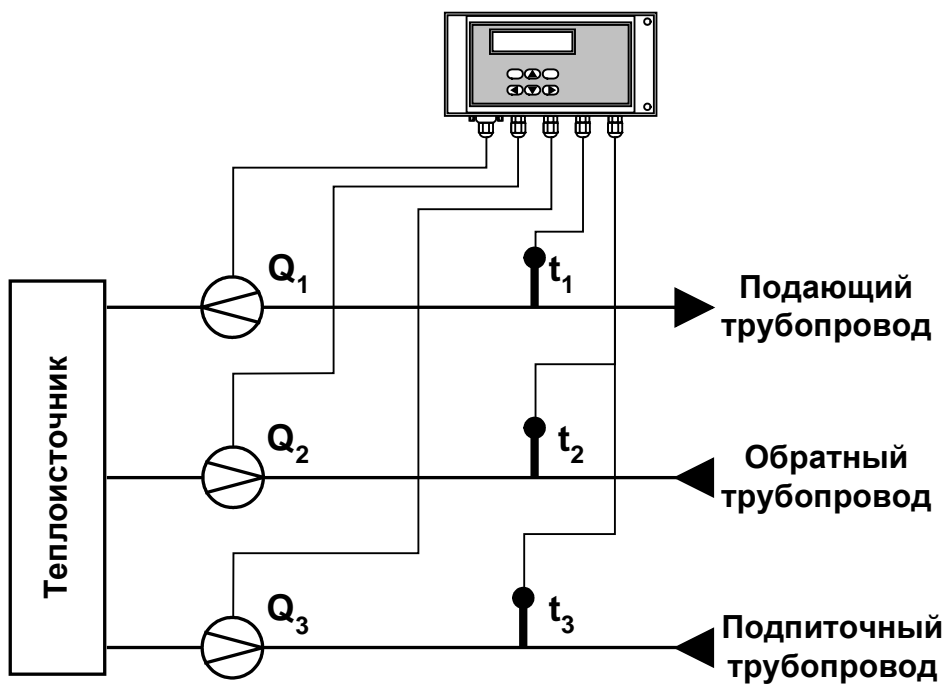 Q1
t1
Подающий
трубопровод
Теплоисточник
Q2
t2
Обратный
трубопровод
Q3
t3
Подпиточный
трубопровод